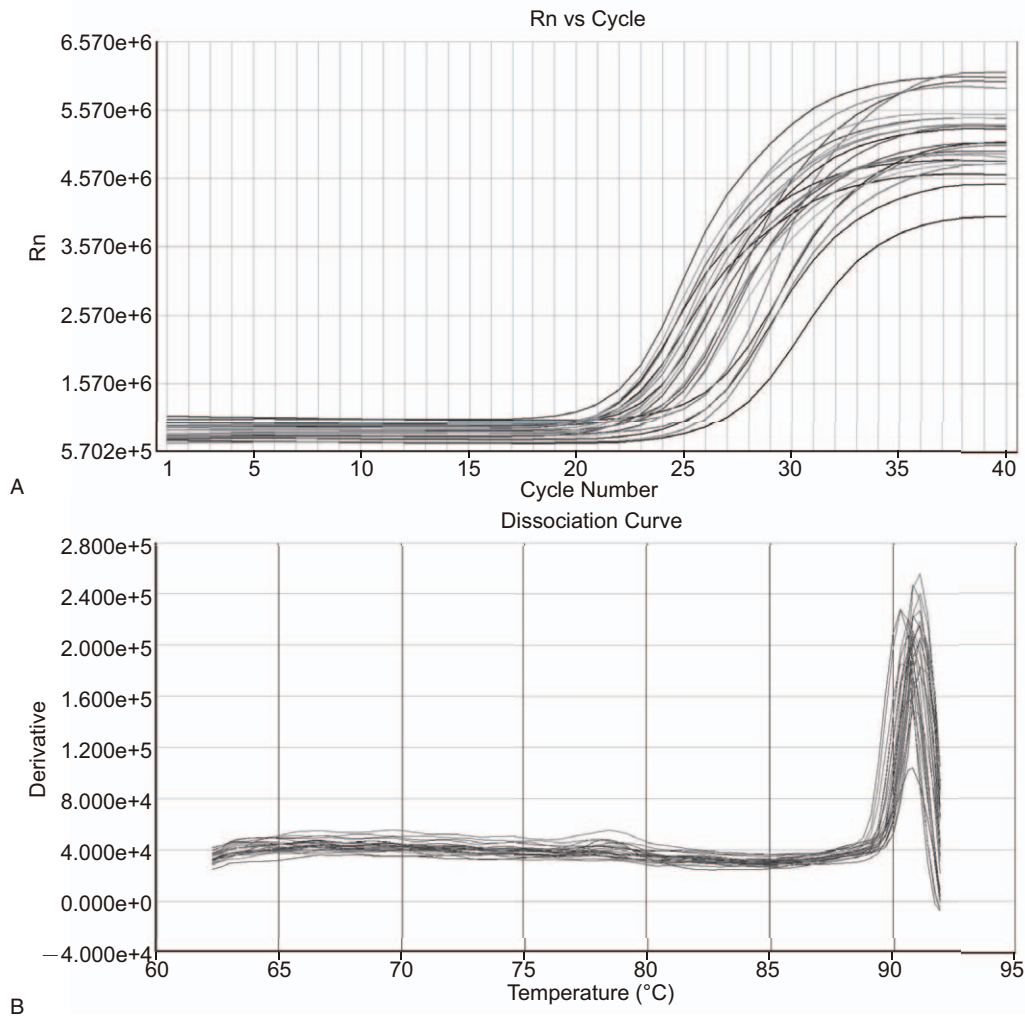 Rn vs Cycle
6.570e+6
5.570e+6
4.570e+6
3.570e+6
2.570e+6
1.570e+6
5.702e+5
Rn
1 5 10 15 20 25 30 35 40
Cycle Number
A
Dissociation Curve
2.800e+5
2.400e+5
2.000e+5
1.600e+5
1.200e+5
8.000e+4
4.000e+4
0.000e+0
−4.000e+4
Derivative
60 65 70 75 80 85 90 95
Temperature (°C)
B